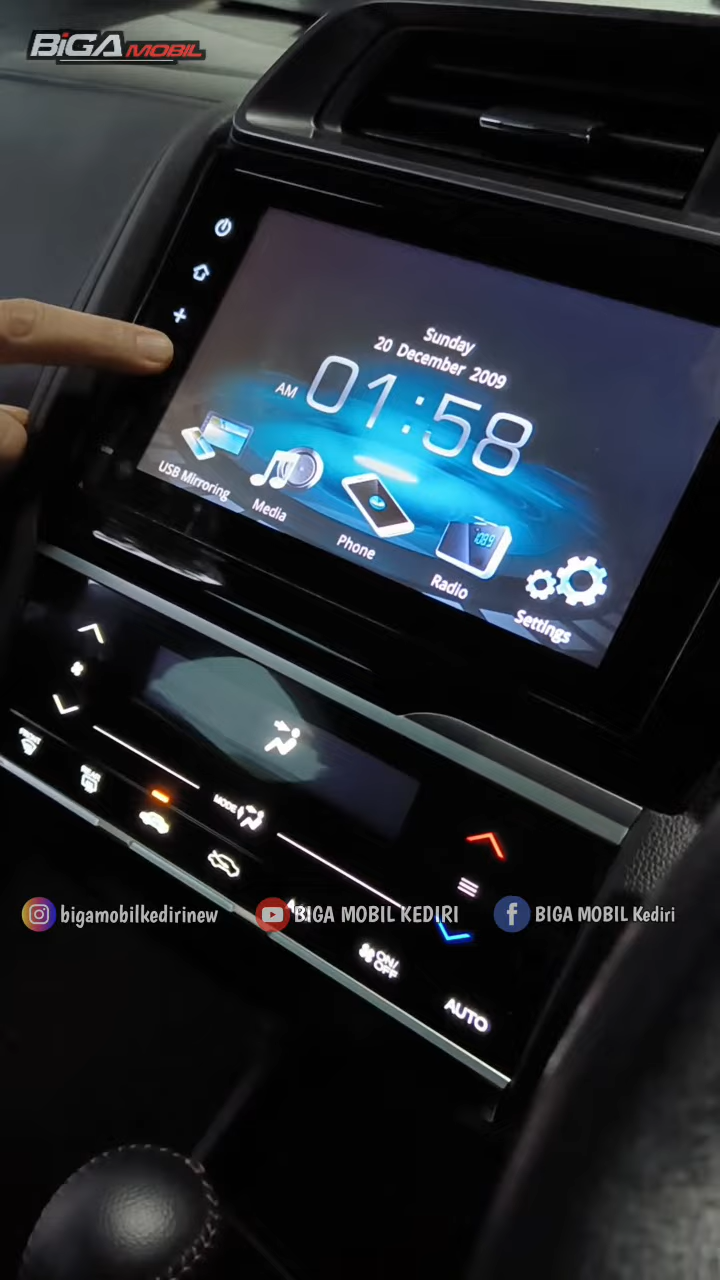 BiGA MOBIL
Sunday
20 December 2009
AM 01:58
USB Mirroring
Media
Phone
Radio
Settings
MODE
bigamobilkedirinew
BIGA MOBIL KEDIRI
BIGA MOBIL Kediri
ON/
OFF
AUTO